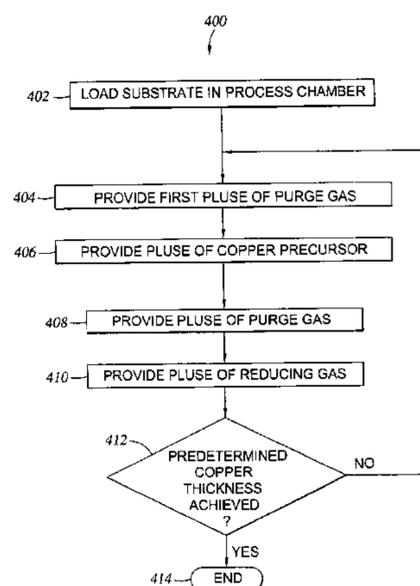 400
402 LOAD SUBSTRATE IN PROCESS CHAMBER
404 PROVIDE FIRST PLUSE OF PURGE GAS
406 PROVIDE PLUSE OF COPPER PRECURSOR
408 PROVIDE PLUSE OF PURGE GAS
410 PROVIDE PLUSE OF REDUCING GAS
412
PREDETERMINED
COPPER
THICKNESS
ACHIEVED
?
NO
YES
414 END